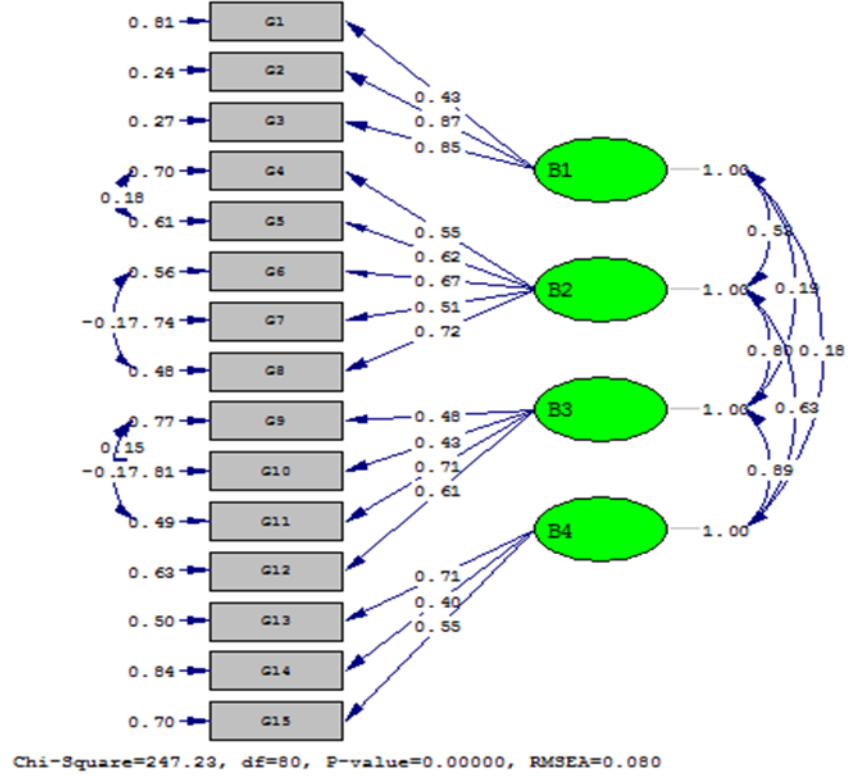 0.81 G1
0.24 G2
0.43
0.87
0.27 G3
0.85
0.70 G4 B1 1.00
0.18
0.61 G5
0.55 0.52
0.62
0.56 G6
0.67
B2 1.00 0.19
0.51
-0.17.74 G7
0.72
0.80 0.18
0.48 G8
0.48 B3 1.00 0.63
0.77 G9
0.43
0.15
0.71 0.89
-0.17.81 G10
0.61
0.49 G11
B4 1.00
0.63 G12
0.71
0.40
0.50 G13
0.55
0.84 G14
0.70 G15
Chi-Square=247.23, df=80, P-value=0.00000, RMSEA=0.080